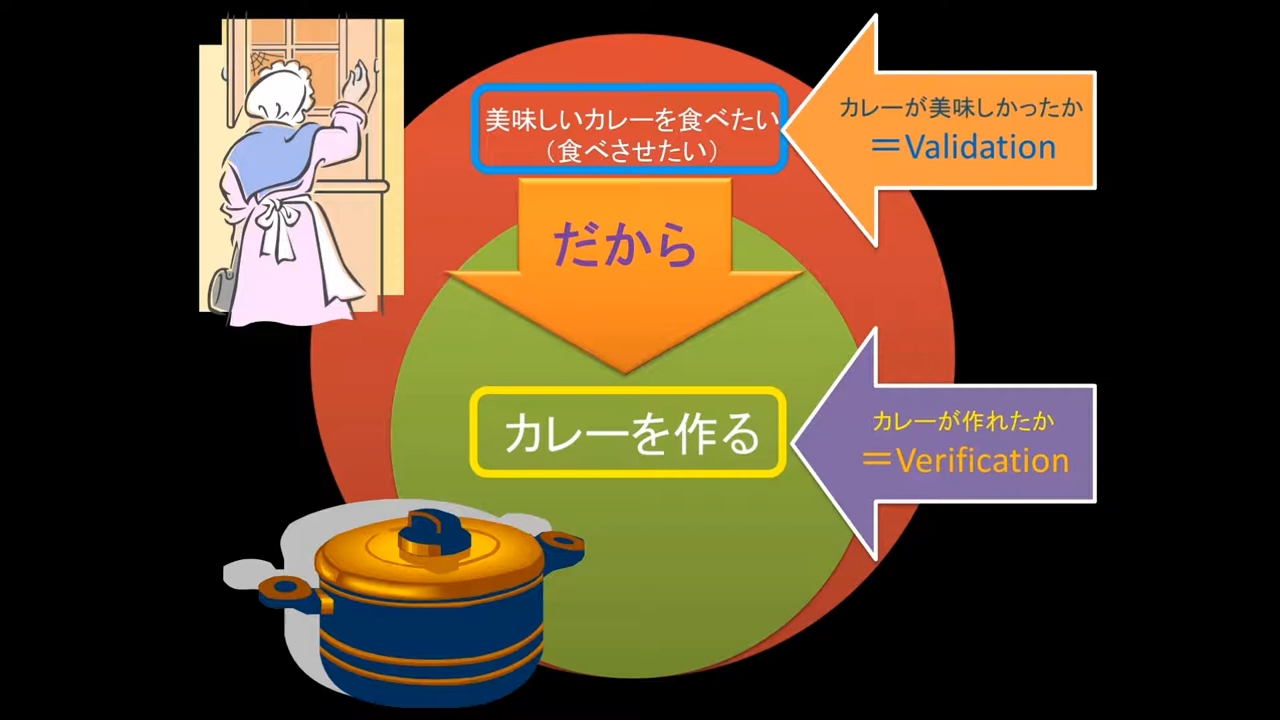 美味しいカレーを食べたい
（食べさせたい）
カレーが美味しかったか
＝Validation
だから
カレーを作る
カレーが作れたか
＝Verification